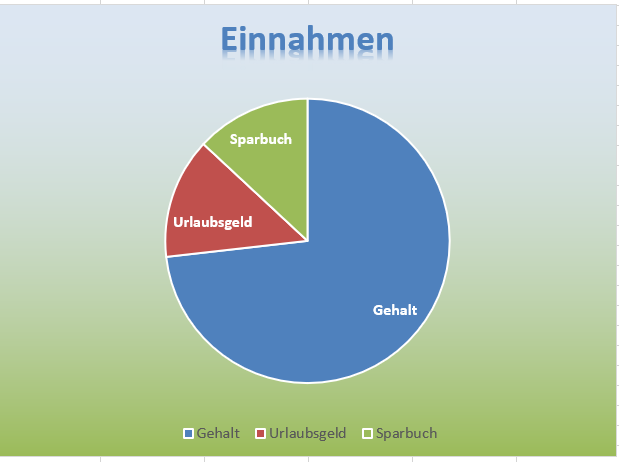 Einnahmen
Sparbuch
Urlaubsgeld
Gehalt
Gehalt Urlaubsgeld Sparbuch